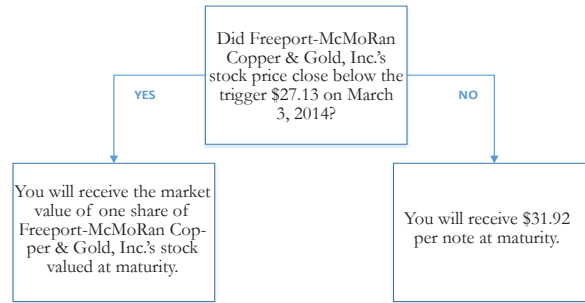 Did Freeport-McMoRan
Copper & Gold, Inc.'s
stock price close below the
trigger $27.13 on March
3, 2014?
YES
NO
You will receive the market
value of one share of
Freeport-McMoRan Cop-
per & Gold, Inc.'s stock
valued at maturity.
You will receive $31.92
per note at maturity.